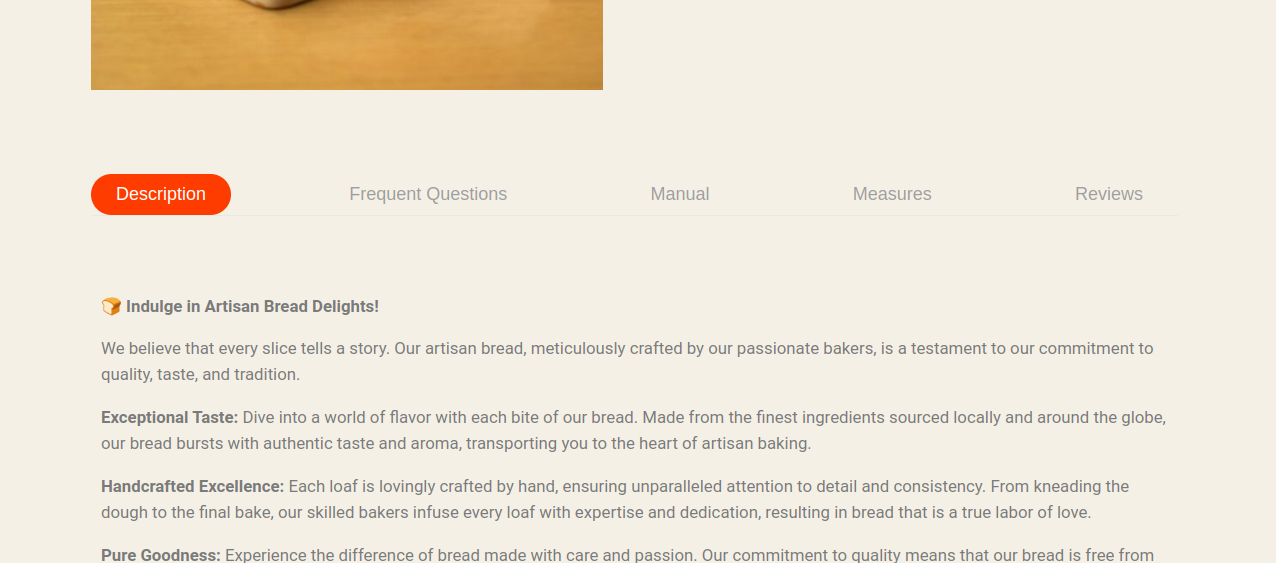 Description Frequent Questions Manual Measures Reviews
🍞 Indulge in Artisan Bread Delights!
We believe that every slice tells a story. Our artisan bread, meticulously crafted by our passionate bakers, is a testament to our commitment to
quality, taste, and tradition.
Exceptional Taste: Dive into a world of flavor with each bite of our bread. Made from the finest ingredients sourced locally and around the globe,
our bread bursts with authentic taste and aroma, transporting you to the heart of artisan baking.
Handcrafted Excellence: Each loaf is lovingly crafted by hand, ensuring unparalleled attention to detail and consistency. From kneading the
dough to the final bake, our skilled bakers infuse every loaf with expertise and dedication, resulting in bread that is a true labor of love.
Pure Goodness: Experience the difference of bread made with care and passion. Our commitment to quality means that our bread is free from